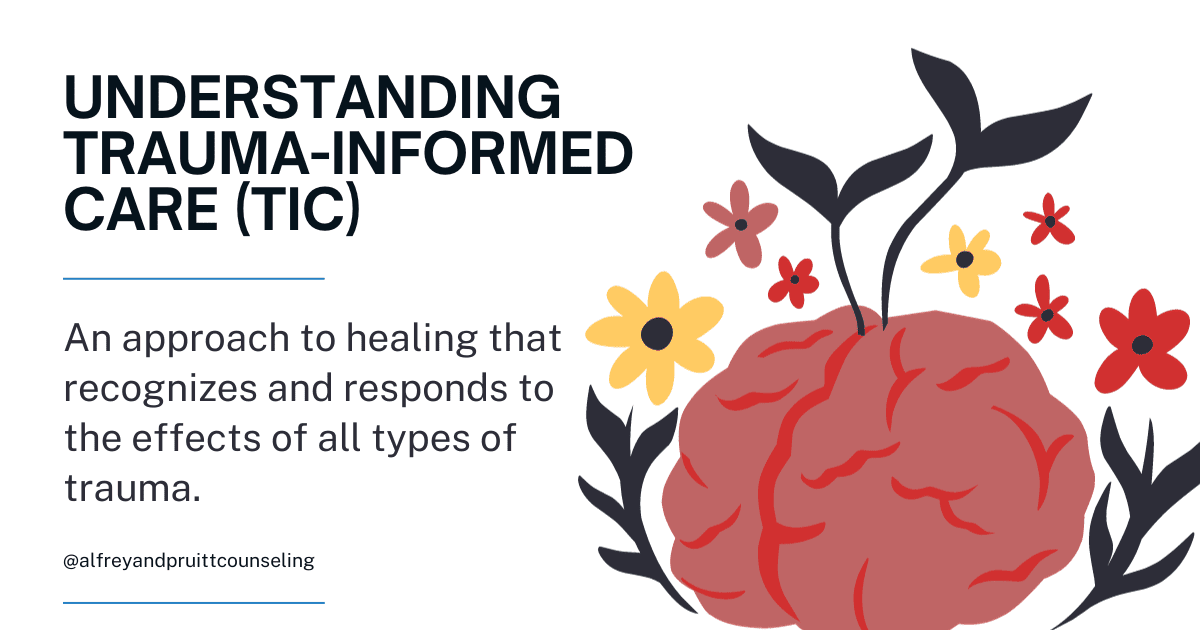 UNDERSTANDING
TRAUMA-INFORMED
CARE (TIC)
An approach to healing that
recognizes and responds to
the effects of all types of
trauma.
@alfreyandpruittcounseling